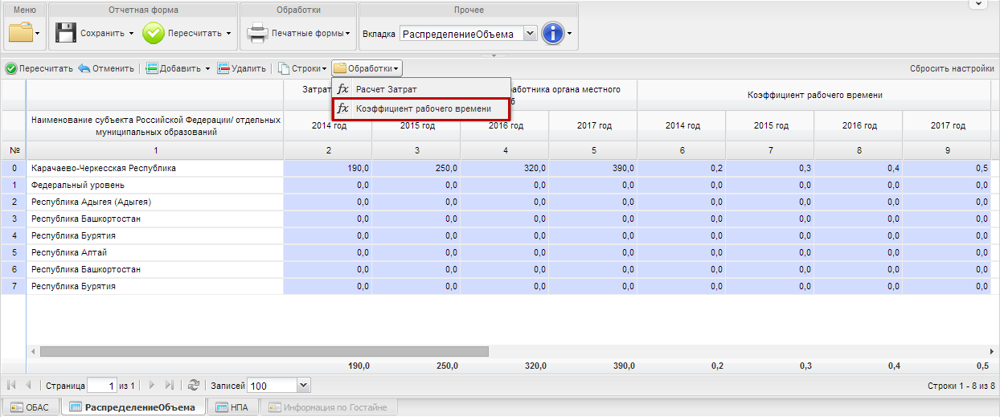 Меню
Отчетная форма
Обработки
Прочее
Сохранить
Пересчитать
Печатные формы
Вкладка
РаспределениеОбъема
Пересчитать Отменить Добавить Удалить Строки Обработки Сбросить настройки
fx Расчет Затрат
fx Коэффициент рабочего времени
Затрат
работника органа местного
Коэффициент рабочего времени
Наименование субъекта Российской Федерации/ отдельных
муниципальных образований
2014 год 2015 год 2016 год 2017 год 2014 год 2015 год 2016 год 2017 год
№ 1 2 3 4 5 6 7 8 9
0 Карачаево-Черкесская Республика 190,0 250,0 320,0 390,0 0,2 0,3 0,4 0,5
1 Федеральный уровень 0,0 0,0 0,0 0,0 0,0 0,0 0,0 0,0
2 Республика Адыгея (Адыгея) 0,0 0,0 0,0 0,0 0,0 0,0 0,0 0,0
3 Республика Башкортостан 0,0 0,0 0,0 0,0 0,0 0,0 0,0 0,0
4 Республика Бурятия 0,0 0,0 0,0 0,0 0,0 0,0 0,0 0,0
5 Республика Алтай 0,0 0,0 0,0 0,0 0,0 0,0 0,0 0,0
6 Республика Башкортостан 0,0 0,0 0,0 0,0 0,0 0,0 0,0 0,0
7 Республика Бурятия 0,0 0,0 0,0 0,0 0,0 0,0 0,0 0,0
190,0 250,0 320,0 390,0 0,2 0,3 0,4 0,5
Страница 1 из 1 Записей 100 Строки 1 - 8 из 8
ОБАС РаспределениеОбъема НПА Информация по Гостайне